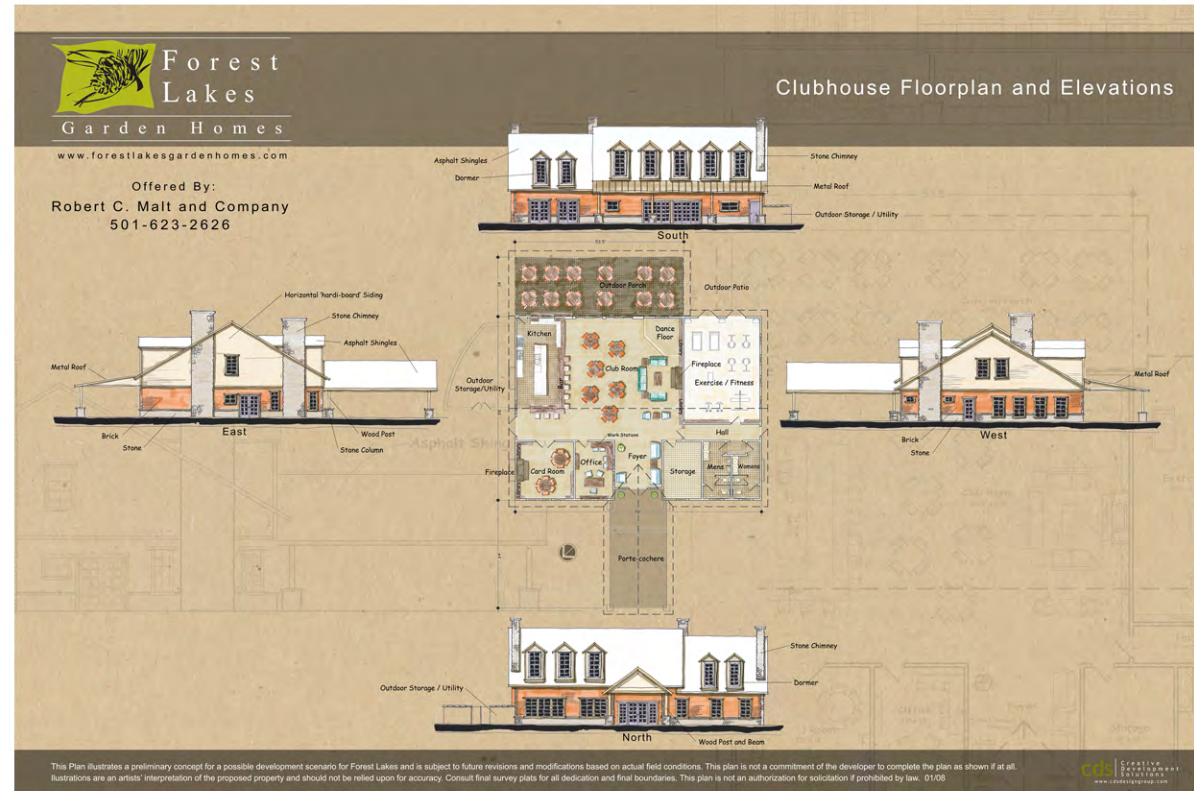 Forest
Lakes
Garden Homes
www.forestlakesgardenhomes.com
Offered By:
Robert C. Malt and Company
501-623-2626
Clubhouse Floorplan and Elevations
Asphalt Shingles
Dormer
Stone Chimney
Metal Roof
Outdoor Storage / Utility
South
Horizontal 'hardi-board' Siding
Stone Chimney
Asphalt Shingles
Metal Roof
Brick
Stone
East
Wood Post
Stone Column
Outdoor Porch
Outdoor Patio
Kitchen
Dance
Floor
Bar
Club Room
Fireplace
Exercise / Fitness
Outdoor
Storage/Utility
Hall
Work Stations
Foyer
Fireplace
Card Room
Office
Storage
Mens
Womens
Porte-cochere
Metal Roof
Brick
Stone
West
Stone Chimney
Dormer
Outdoor Storage / Utility
North
Wood Post and Beam
This Plan illustrates a preliminary concept for a possible development scenario for Forest Lakes and is subject to future revisions and modifications based on actual field conditions. This plan is not a commitment of the developer to complete the plan as shown if at all.
Ilustrations are an artists' interpretation of the proposed property and should not be relied upon for accuracy. Consult final survey plats for all dedication and final boundaries. This plan is not an authorization for solicitation if prohibited by law. 01/08
cds
Creative
Development
Solutions
www.cdsdesigngroup.com